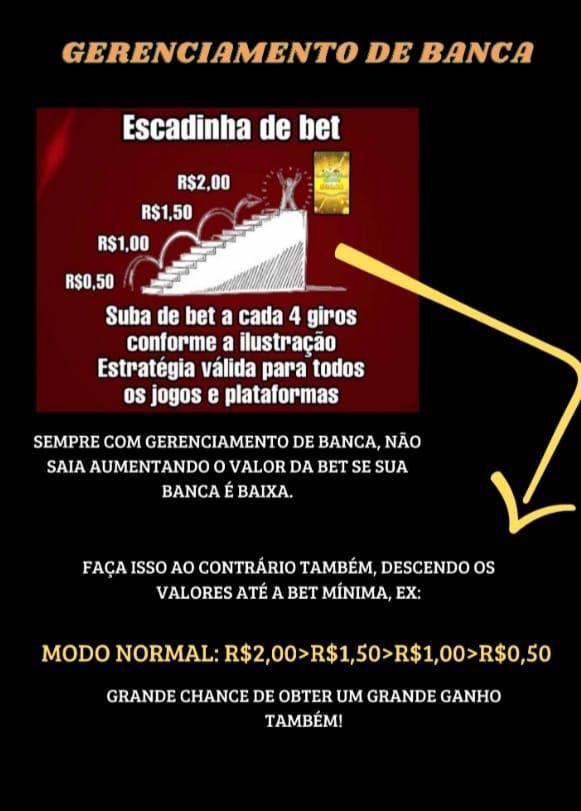 GERENCIAMENTO DE BANCA
Escadinha de bet
R$2,00
R$1,50
R$1,00
R$0,50
Suba de bet a cada 4 giros
conforme a ilustração
Estratégia válida para todos
os jogos e plataformas
SEMPRE COM GERENCIAMENTO DE BANCA, NÃO
SAIA AUMENTANDO O VALOR DA BET SE SUA
BANCA É BAIXA.
FAÇA ISSO AO CONTRÁRIO TAMBÉM, DESCENDO OS
VALORES ATÉ A BET MÍNIMA, EX:
MODO NORMAL: R$2,00>R$1,50>R$1,00>R$0,50
GRANDE CHANCE DE OBTER UM GRANDE GANHO
TAMBÉM!